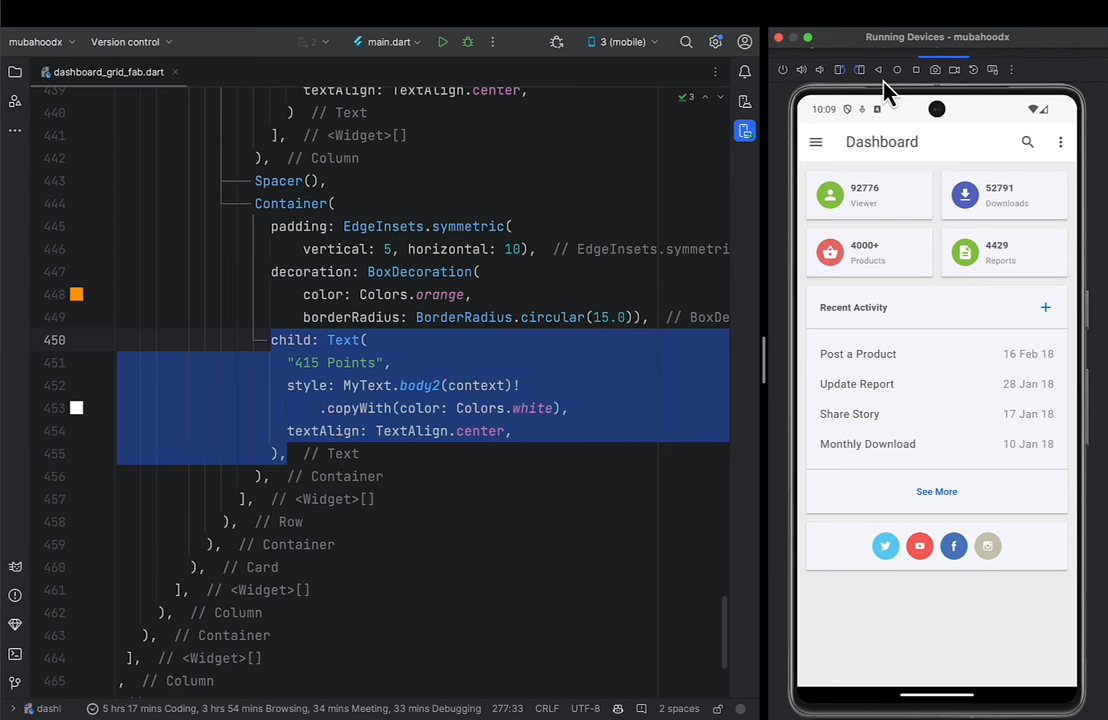 mubahoodx
Version control
2
main.dart
3 (mobile)
Running Devices - mubahoodx
dashboard_grid_fab.dart
439 textAlign: TextAlign.center,
440 ) // Text
441 ], // <Widget>[]
442 ), // Column
443 Spacer(),
444 Container(
445 padding: EdgeInsets.symmetric(
446 vertical: 5, horizontal: 10), // EdgeInsets.symmetri
447 decoration: BoxDecoration(
448 color: Colors.orange,
449 borderRadius: BorderRadius.circular(15.0)), // BoxDe
450 child: Text(
451 "415 Points",
452 style: MyText.body2(context)!
453 .copyWith(color: Colors.white),
454 textAlign: TextAlign.center,
455 ), // Text
456 ), // Container
457 ], // <Widget>[]
458 ), // Row
459 ), // Container
460 ), // Card
461 ], // <Widget>[]
462 ), // Column
463 ), // Container
464 ], // <Widget>[]
465 , // Column
3
dashl
5 hrs 17 mins Coding, 3 hrs 54 mins Browsing, 34 mins Meeting, 33 mins Debugging
277:33
CRLF
UTF-8
2 spaces
10:09
Dashboard
92776
Viewer
52791
Downloads
4000+
Products
4429
Reports
Recent Activity
Post a Product 16 Feb 18
Update Report 28 Jan 18
Share Story 17 Jan 18
Monthly Download 10 Jan 18
See More